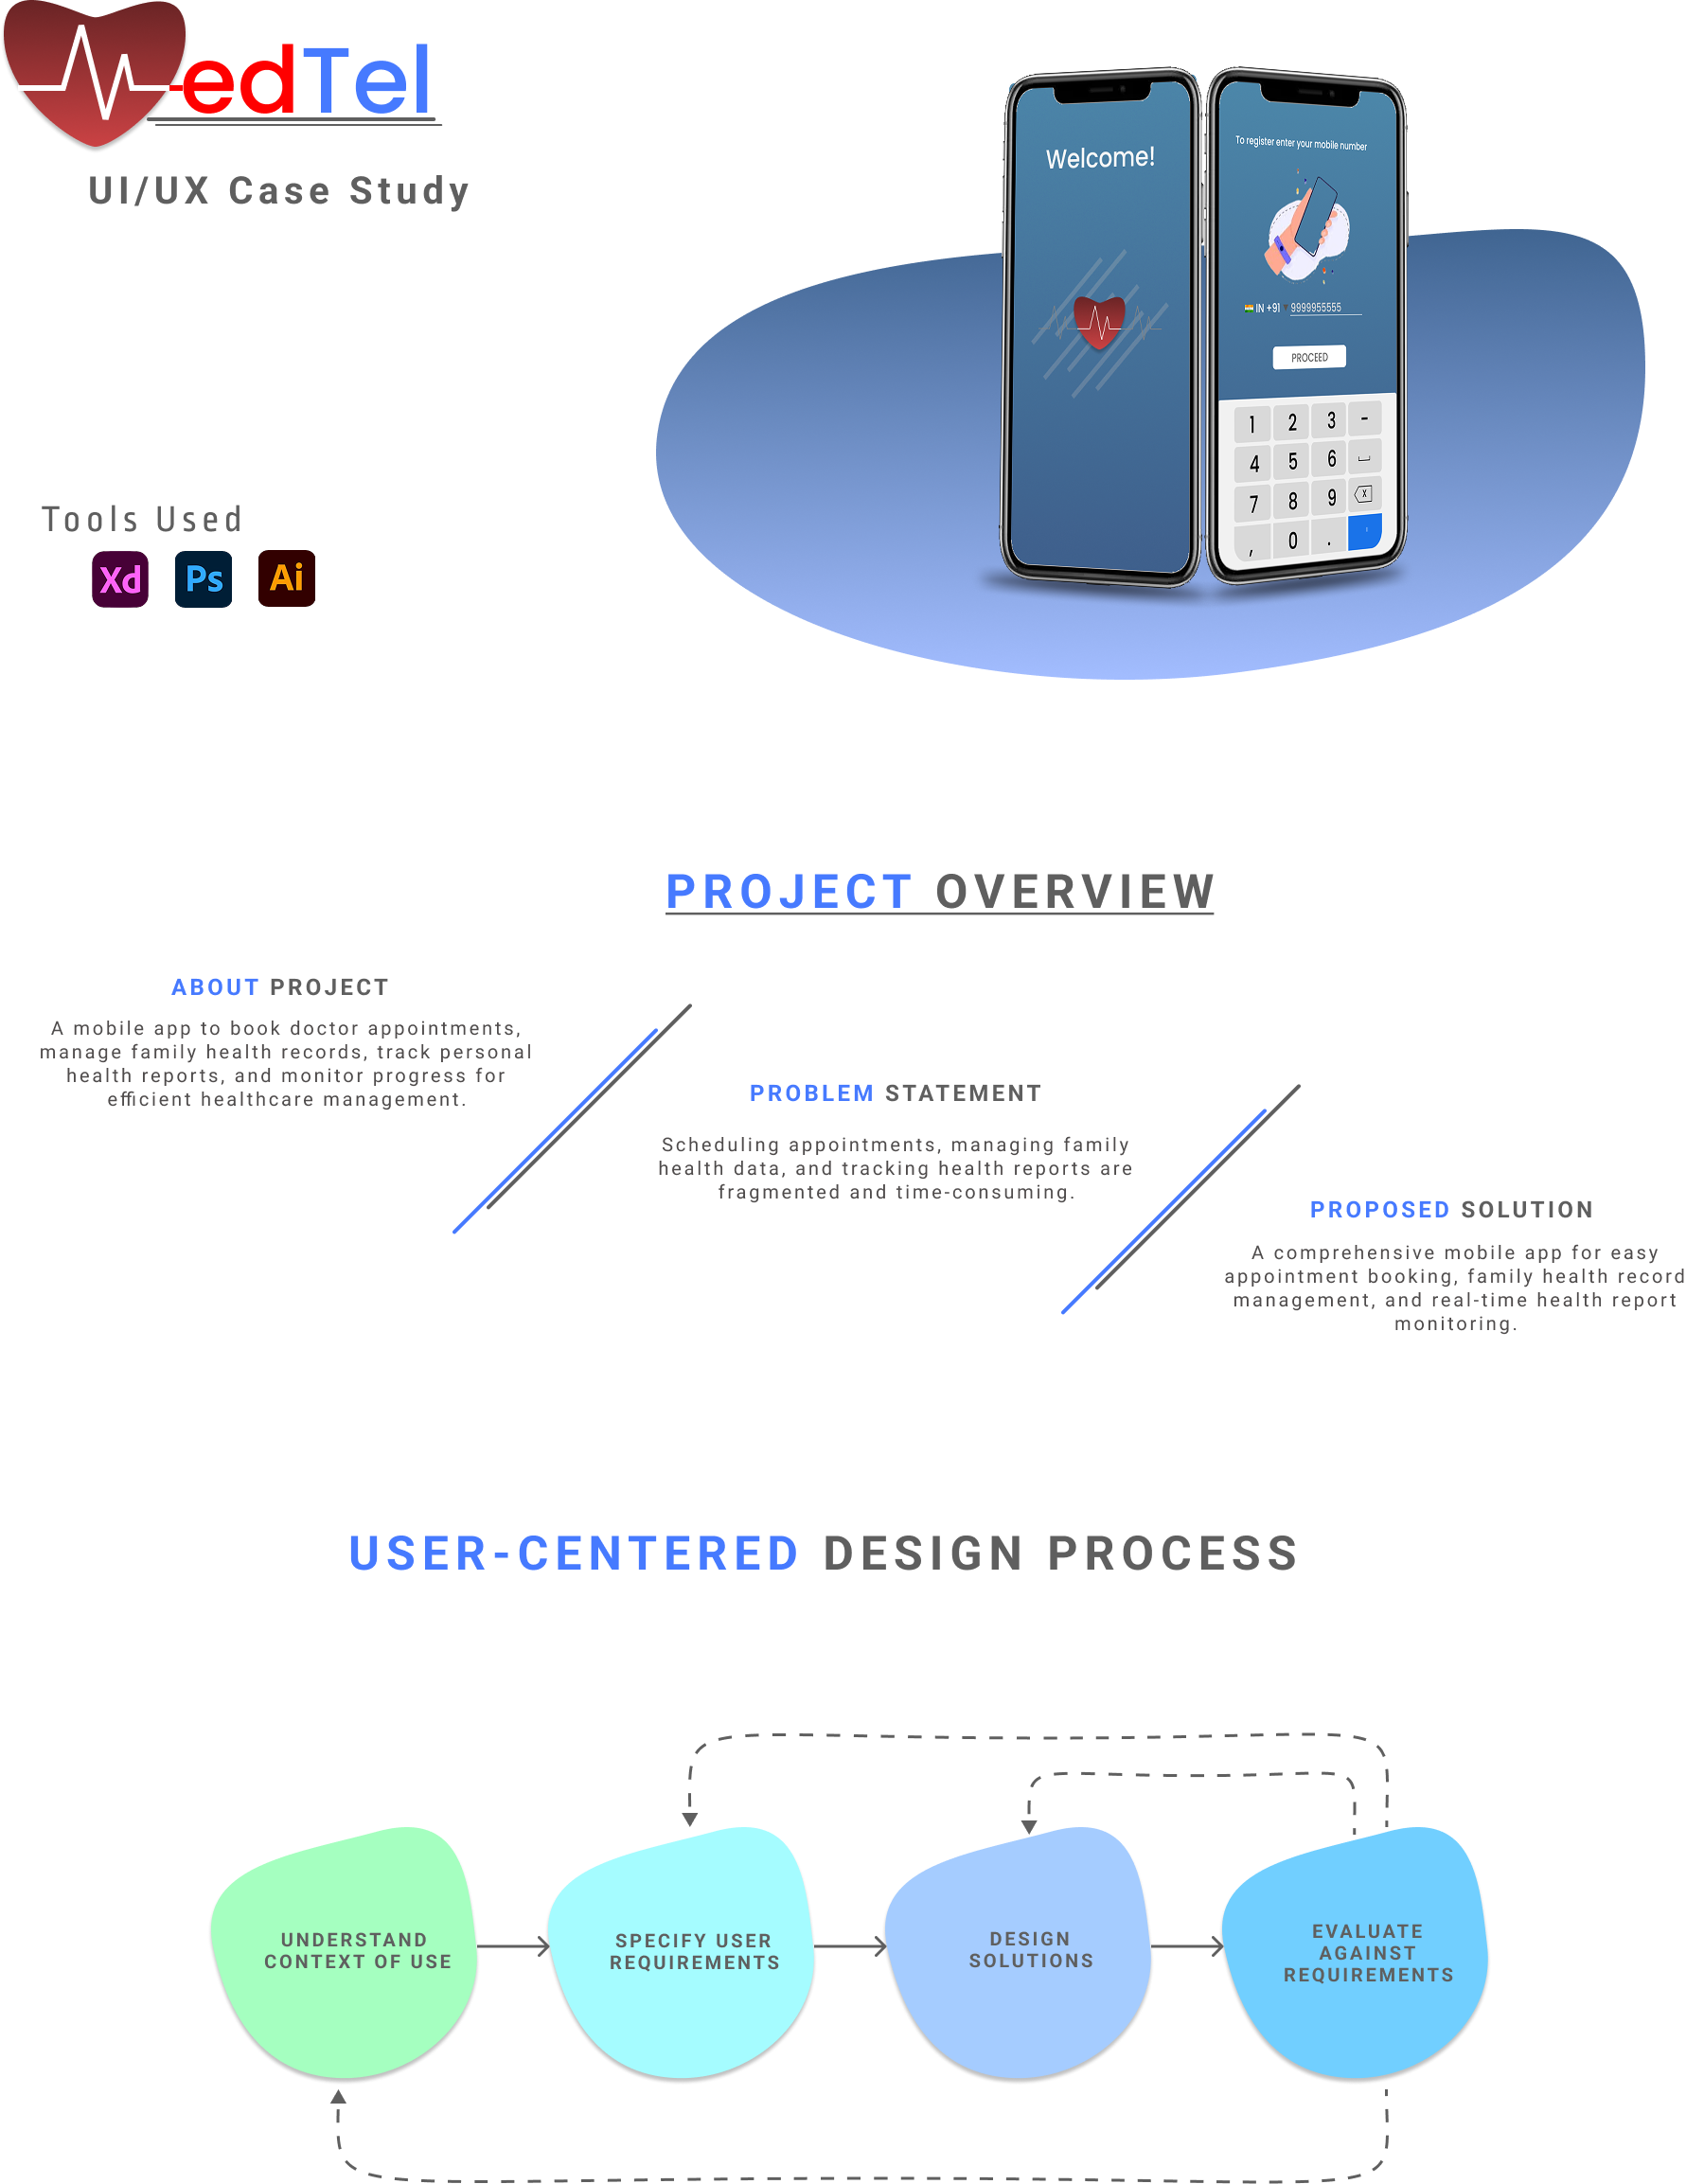 edTel
UI/UX Case Study
Welcome!
To register enter your mobile number
IN +91 9999955555
PROCEED
1 2 3 -
4 5 6
7 8 9 X
, 0 .
Tools Used
Xd Ps Ai
PROJECT OVERVIEW
ABOUT PROJECT
A mobile app to book doctor appointments,
manage family health records, track personal
health reports, and monitor progress for
efficient healthcare management.
PROBLEM STATEMENT
Scheduling appointments, managing family
health data, and tracking health reports are
fragmented and time-consuming.
PROPOSED SOLUTION
A comprehensive mobile app for easy
appointment booking, family health record
management, and real-time health report
monitoring.
USER-CENTERED DESIGN PROCESS
UNDERSTAND
CONTEXT OF USE
SPECIFY USER
REQUIREMENTS
DESIGN
SOLUTIONS
EVALUATE
AGAINST
REQUIREMENTS